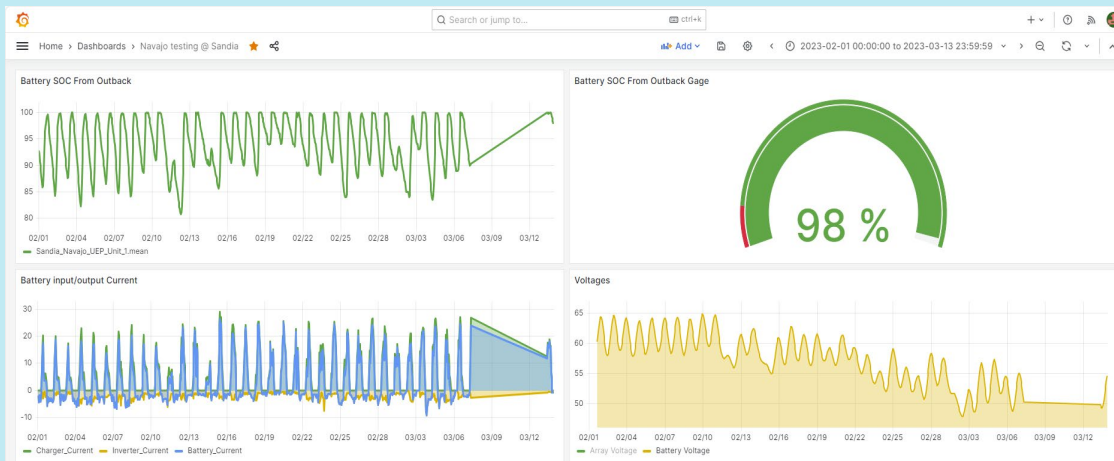 Search or jump to...
ctrl+k
Home › Dashboards › Navajo testing @ Sandia
Add
2023-02-01 00:00:00 to 2023-03-13 23:59:59
Battery SOC From Outback
100
95
90
85
80
02/01 02/04 02/07 02/10 02/13 02/16 02/19 02/22 02/25 02/28 03/03 03/06 03/09 03/12
Sandia_Navajo_UEP_Unit_1.mean
Battery SOC From Outback Gage
98 %
Battery input/output Current
30
20
10
0
-10
02/01 02/04 02/07 02/10 02/13 02/16 02/19 02/22 02/25 02/28 03/03 03/06 03/09 03/12
Charger_Current Inverter_Current Battery_Current
Voltages
65
60
55
50
02/01 02/04 02/07 02/10 02/13 02/16 02/19 02/22 02/25 02/28 03/03 03/06 03/09 03/12
Array Voltage Battery Voltage